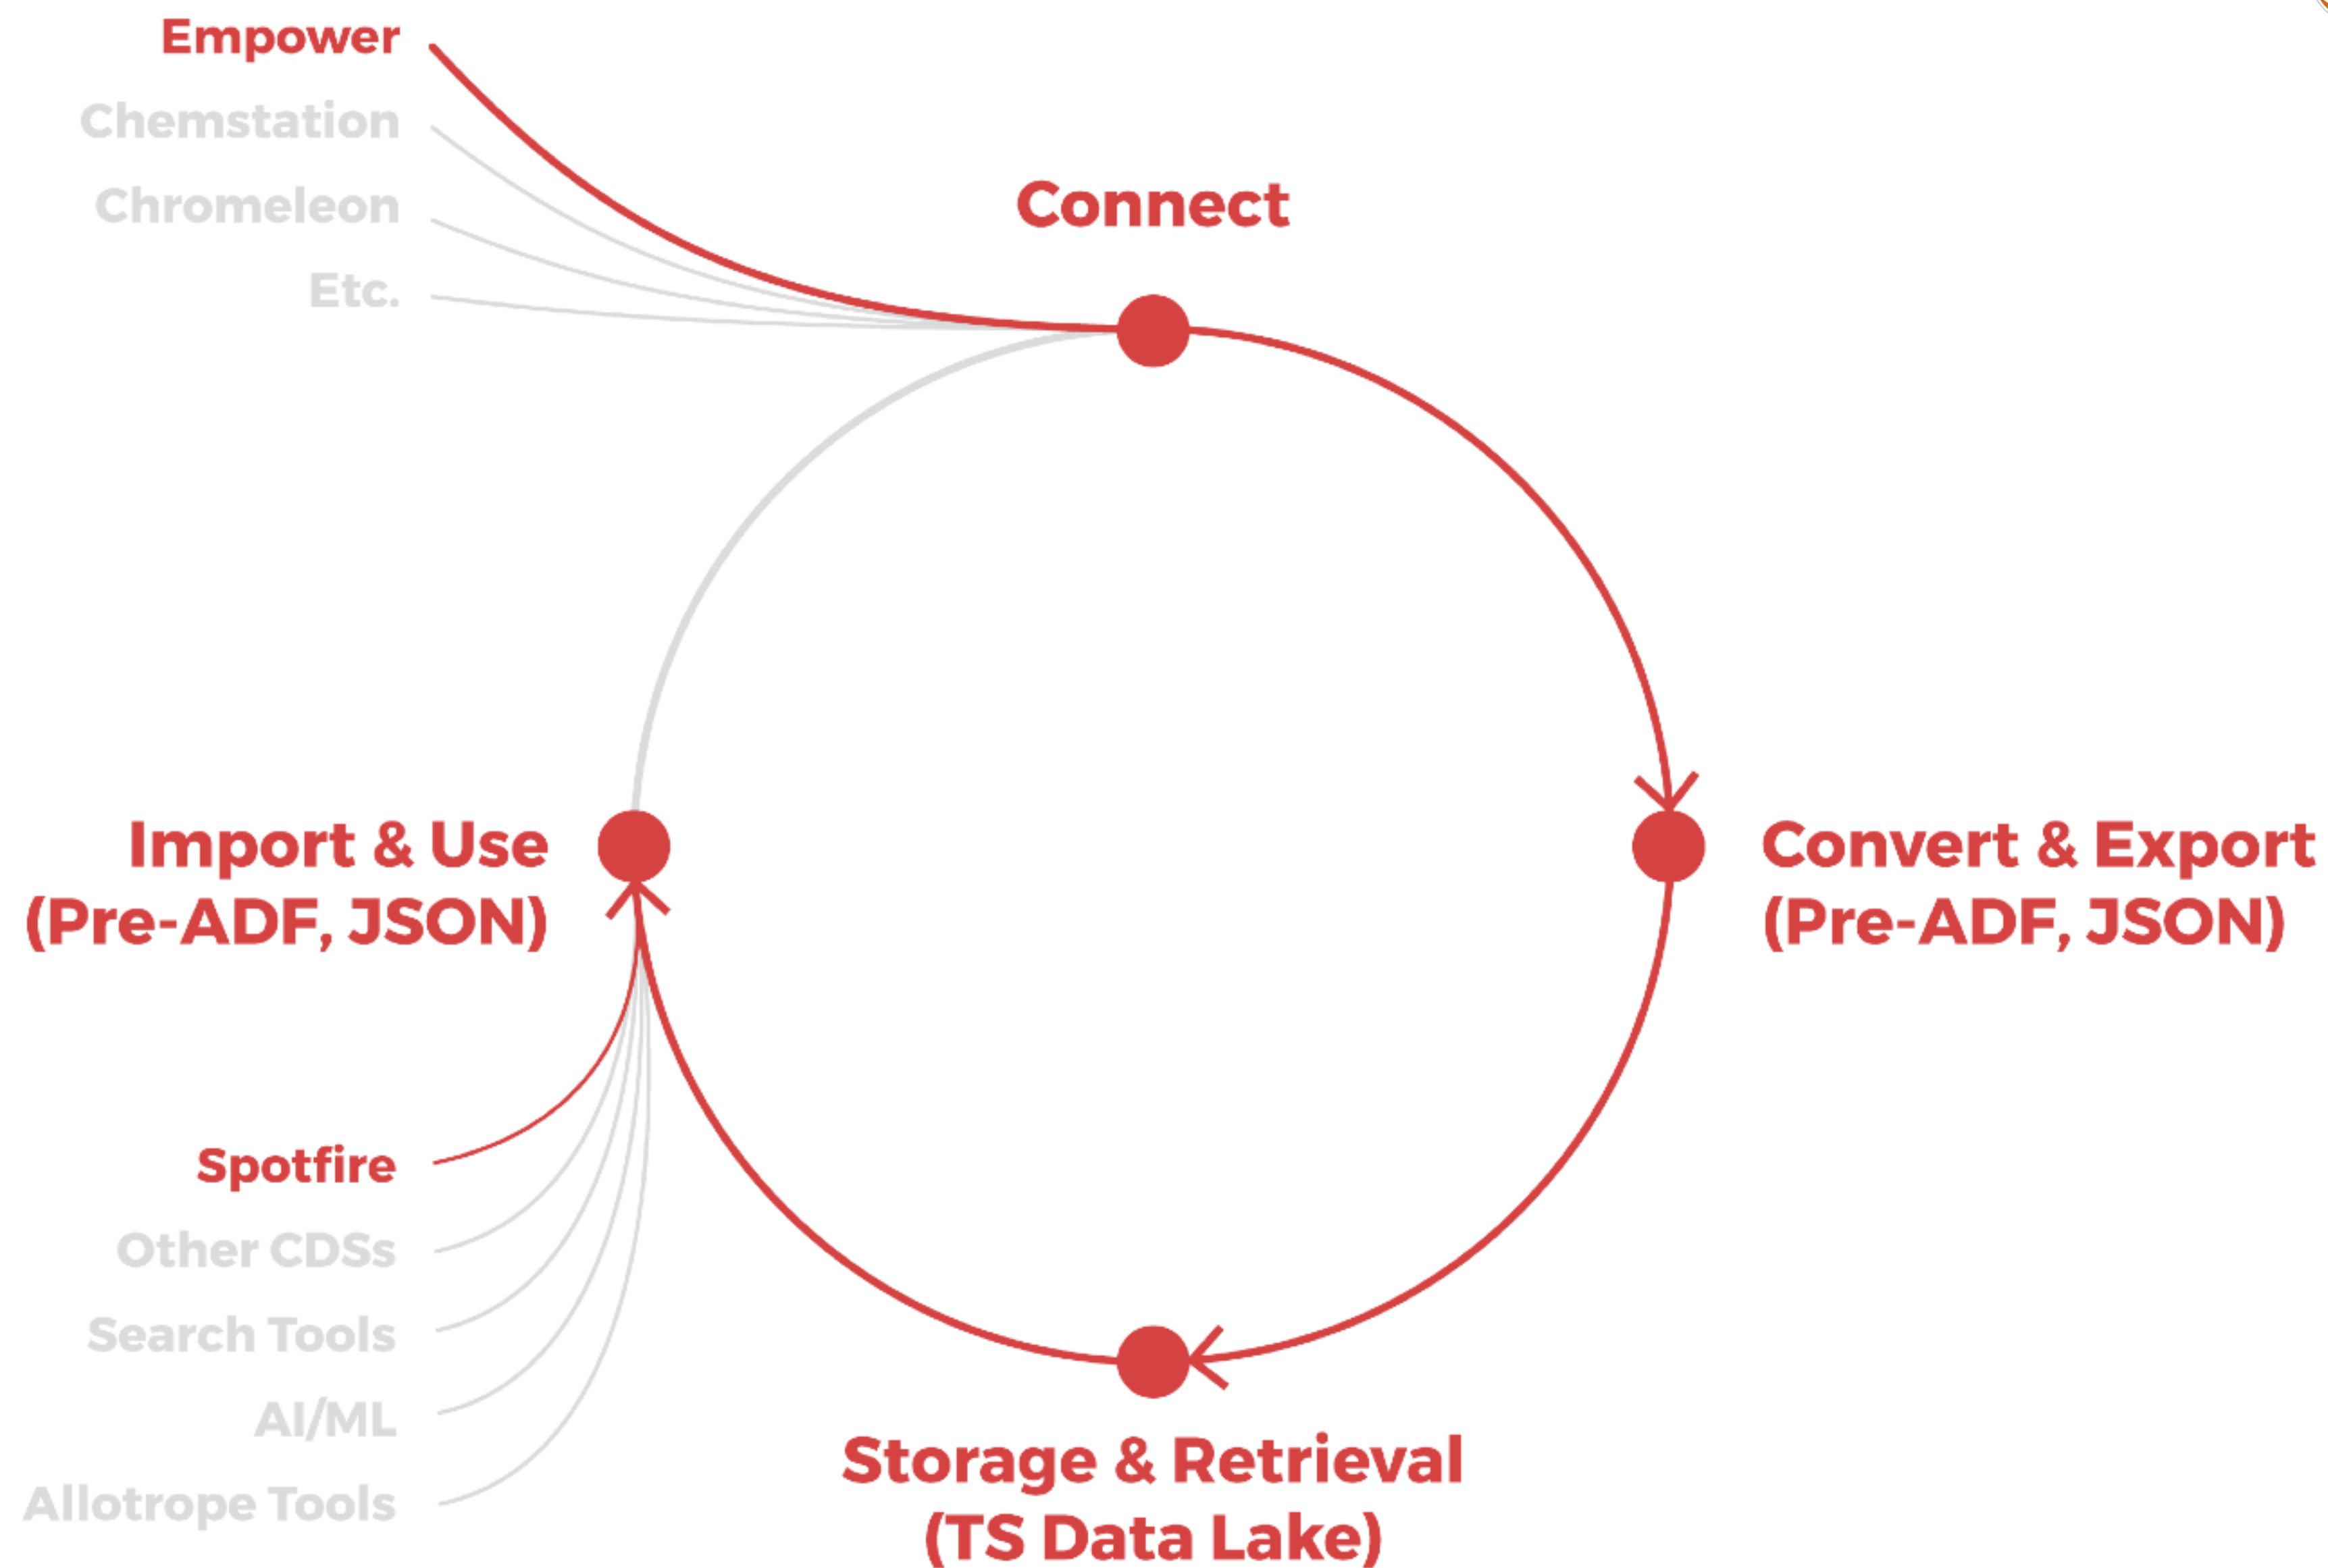 Empower
Chemstation
Chromeleon
Etc.
Connect
Import & Use
(Pre-ADF, JSON)
Convert & Export
(Pre-ADF, JSON)
Spotfire
Other CDSs
Search Tools
AI/ML
Allotrope Tools
Storage & Retrieval
(TS Data Lake)